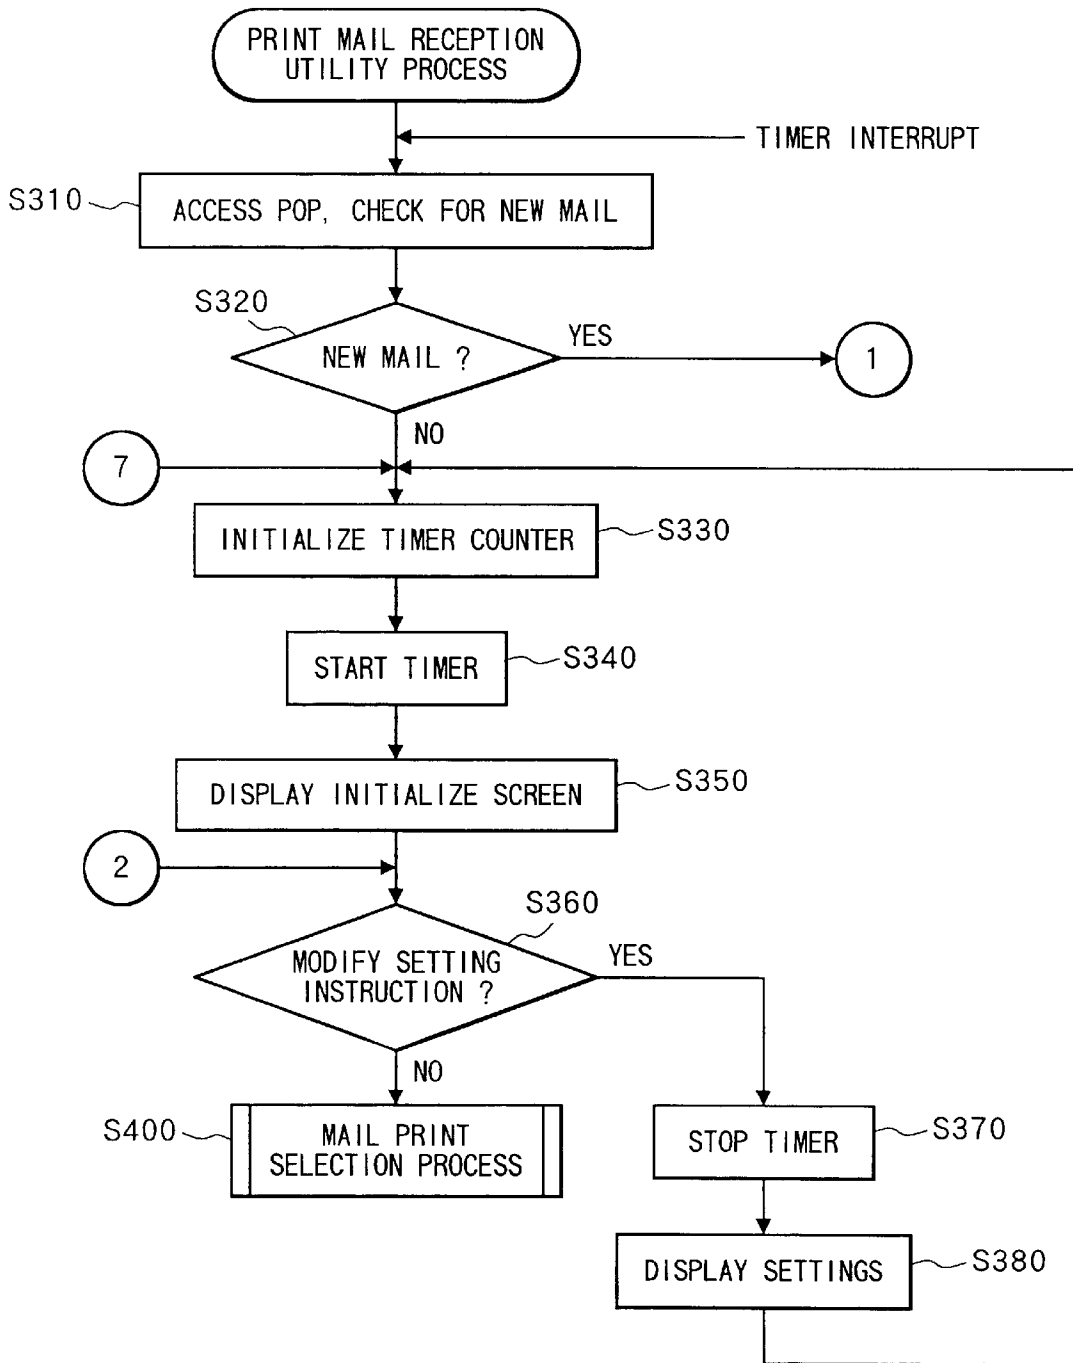 PRINT MAIL RECEPTION
UTILITY PROCESS
TIMER INTERRUPT
S310
ACCESS POP, CHECK FOR NEW MAIL
S320
NEW MAIL ?
YES
1
NO
7
INITIALIZE TIMER COUNTER
S330
START TIMER
S340
DISPLAY INITIALIZE SCREEN
S350
2
S360
MODIFY SETTING
INSTRUCTION ?
YES
NO
S400
MAIL PRINT
SELECTION PROCESS
STOP TIMER
S370
DISPLAY SETTINGS
S380